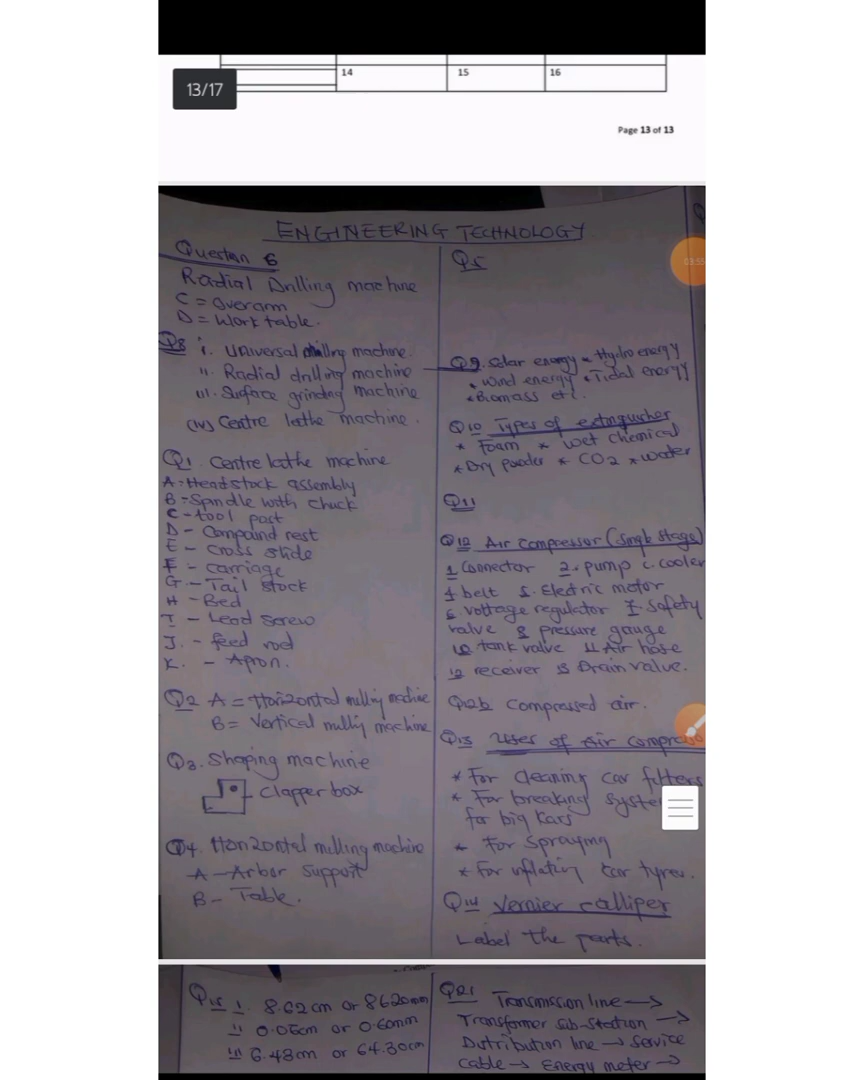 14 15 16
13/17
Page 13 of 13
ENGINEERING TECHNOLOGY
Question 6
Radial Drilling machine
C = Overarm
D = Work table.
Q8 i. Universal milling machine.
ii. Radial drilling machine
iii. Surface grinding machine
(iv) Centre lathe machine.
Q1. Centre lathe machine
A = Headstock assembly
B = Spindle with chuck
C - tool post
D - Compound rest
E - Cross slide
F - carriage
G - Tail stock
H - Bed
I - Lead screw
J. - feed rod
K. - Apron.
Q2 A = Horizontal milling machine
B = Vertical milling machine
Q3. Shaping machine
Clapper box
Q4. Horizontal milling machine
A - Arbor support
B - Table.
Q5
03:55
Q9. Solar energy • Hydro energy
• wind energy • Tidal energy
• Biomass etc.
Q10 Types of extinguisher
* Foam * wet chemical
* Dry powder * CO2 * water
Q11
Q12 Air Compressor (Single Stage)
1 Connector 2. pump . cooler
4 belt 5. Electric motor
6 voltage regulator 7. Safety
valve 8 pressure gauge
10 tank valve 11 Air hose
12 receiver 13 Drain valve.
Q12b Compressed air.
Q13 Uses of Air compress
* For cleaning car filters
* For breaking syste
for big Kars
* For Spraying
* For inflating car tyres.
Q14 Vernier calliper
Label the parts.
Q15 i. 8.62cm or 8620mm
ii 0.06cm or 0.60mm
iii 6.43cm or 64.30cm
Q21 Transmission line →
Transformer sub-station →
Distribution line → service
cable → Energy meter →